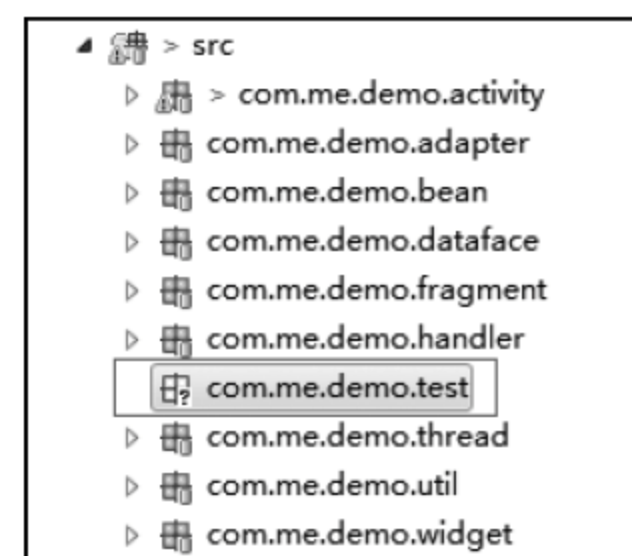 > src
> com.me.demo.activity
com.me.demo.adapter
com.me.demo.bean
com.me.demo.dataface
com.me.demo.fragment
com.me.demo.handler
com.me.demo.test
com.me.demo.thread
com.me.demo.util
com.me.demo.widget